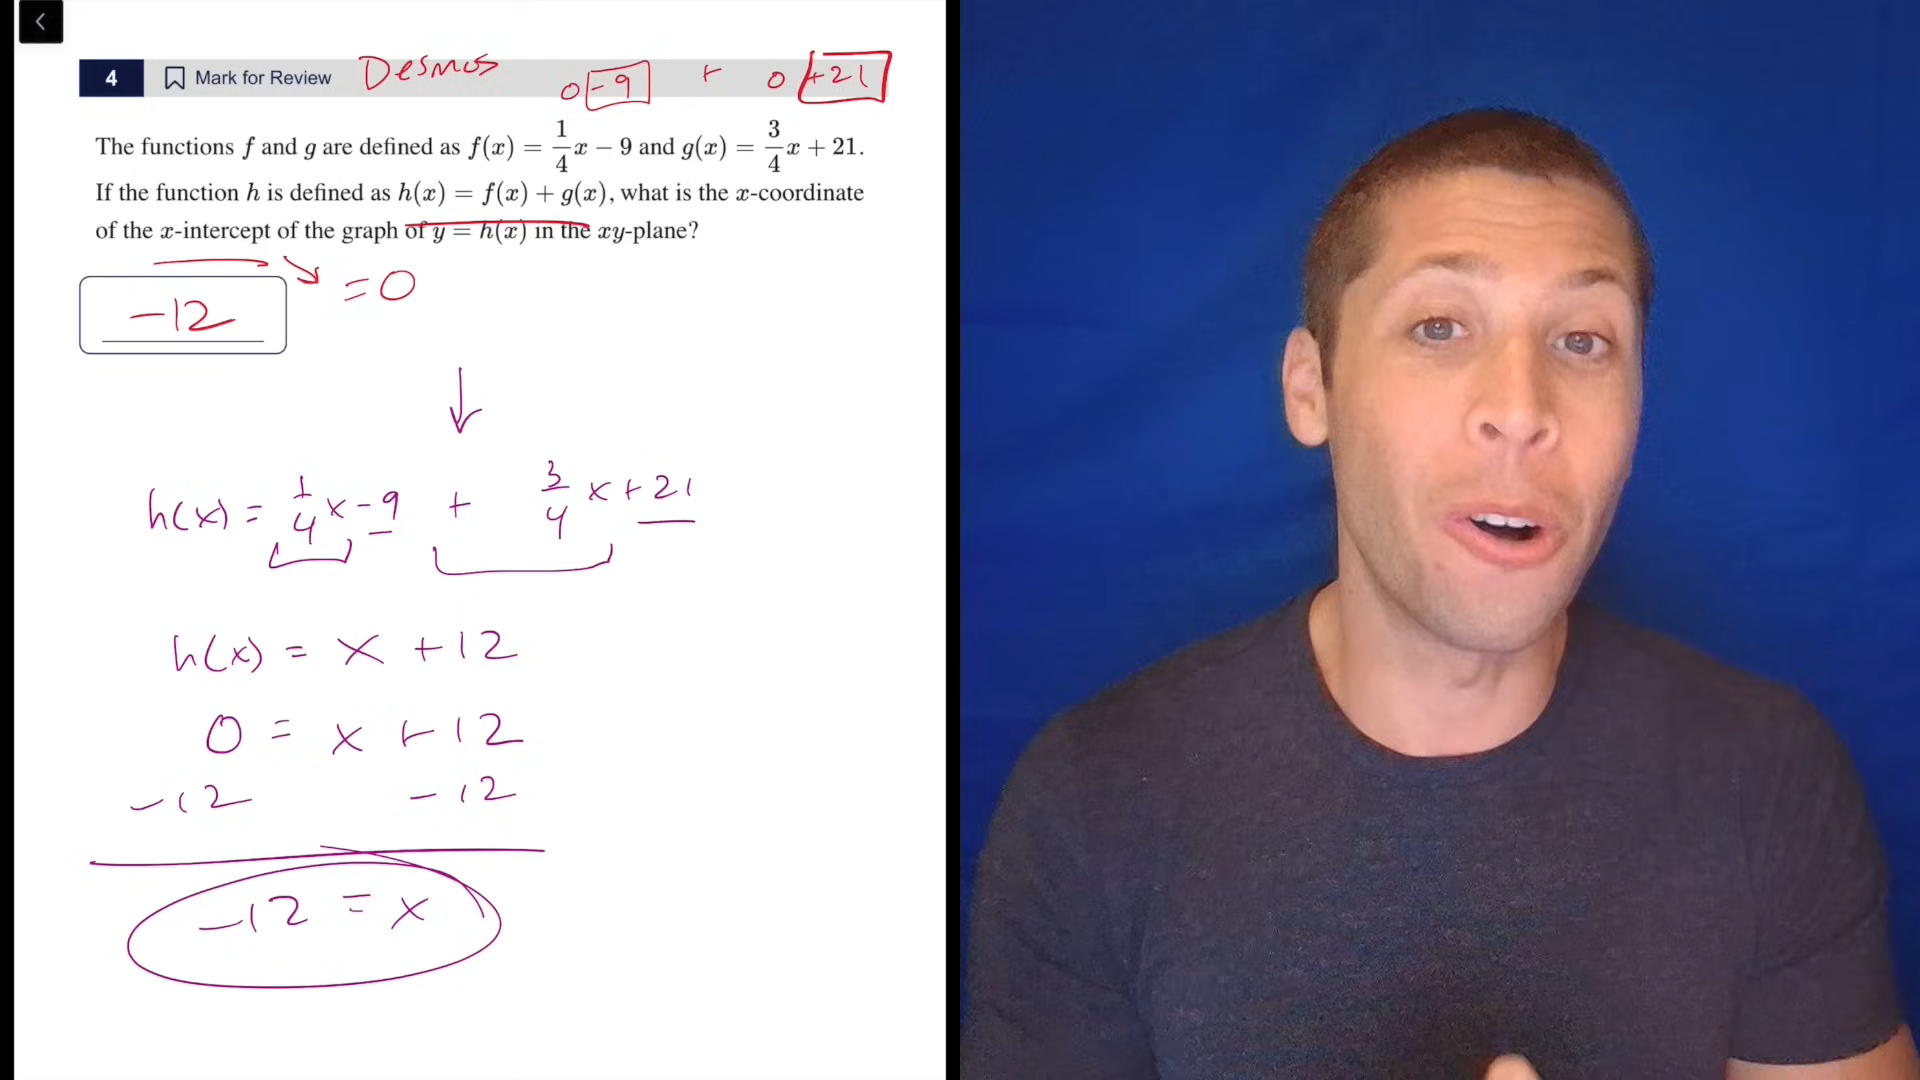 4 Mark for Review Desmos 0 -9 + 0 +21
The functions f and g are defined as f(x) = 1/4 x − 9 and g(x) = 3/4 x + 21.
If the function h is defined as h(x) = f(x) + g(x), what is the x-coordinate
of the x-intercept of the graph of y = h(x) in the xy-plane?
= 0
-12
h(x) = 1/4 x - 9 + 3/4 x + 21
h(x) = x + 12
0 = x + 12
-12 -12
-12 = x